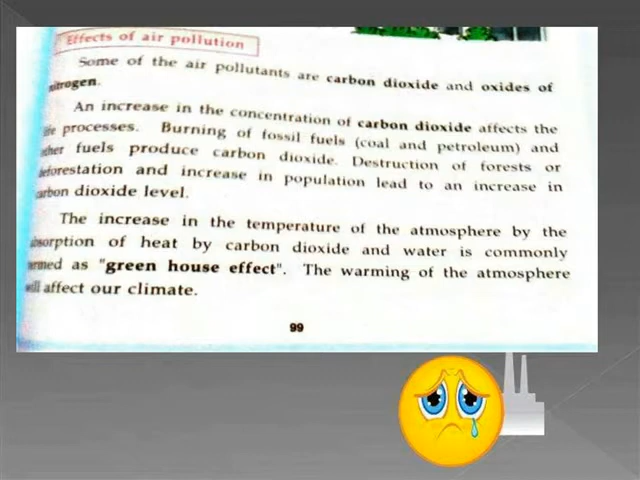 Effects of air pollution
Some of the air pollutants are carbon dioxide and oxides of
nitrogen.
An increase in the concentration of carbon dioxide affects the
life processes. Burning of fossil fuels (coal and petroleum) and
other fuels produce carbon dioxide. Destruction of forests or
deforestation and increase in population lead to an increase in
carbon dioxide level.
The increase in the temperature of the atmosphere by the
absorption of heat by carbon dioxide and water is commonly
termed as "green house effect". The warming of the atmosphere
will affect our climate.
99